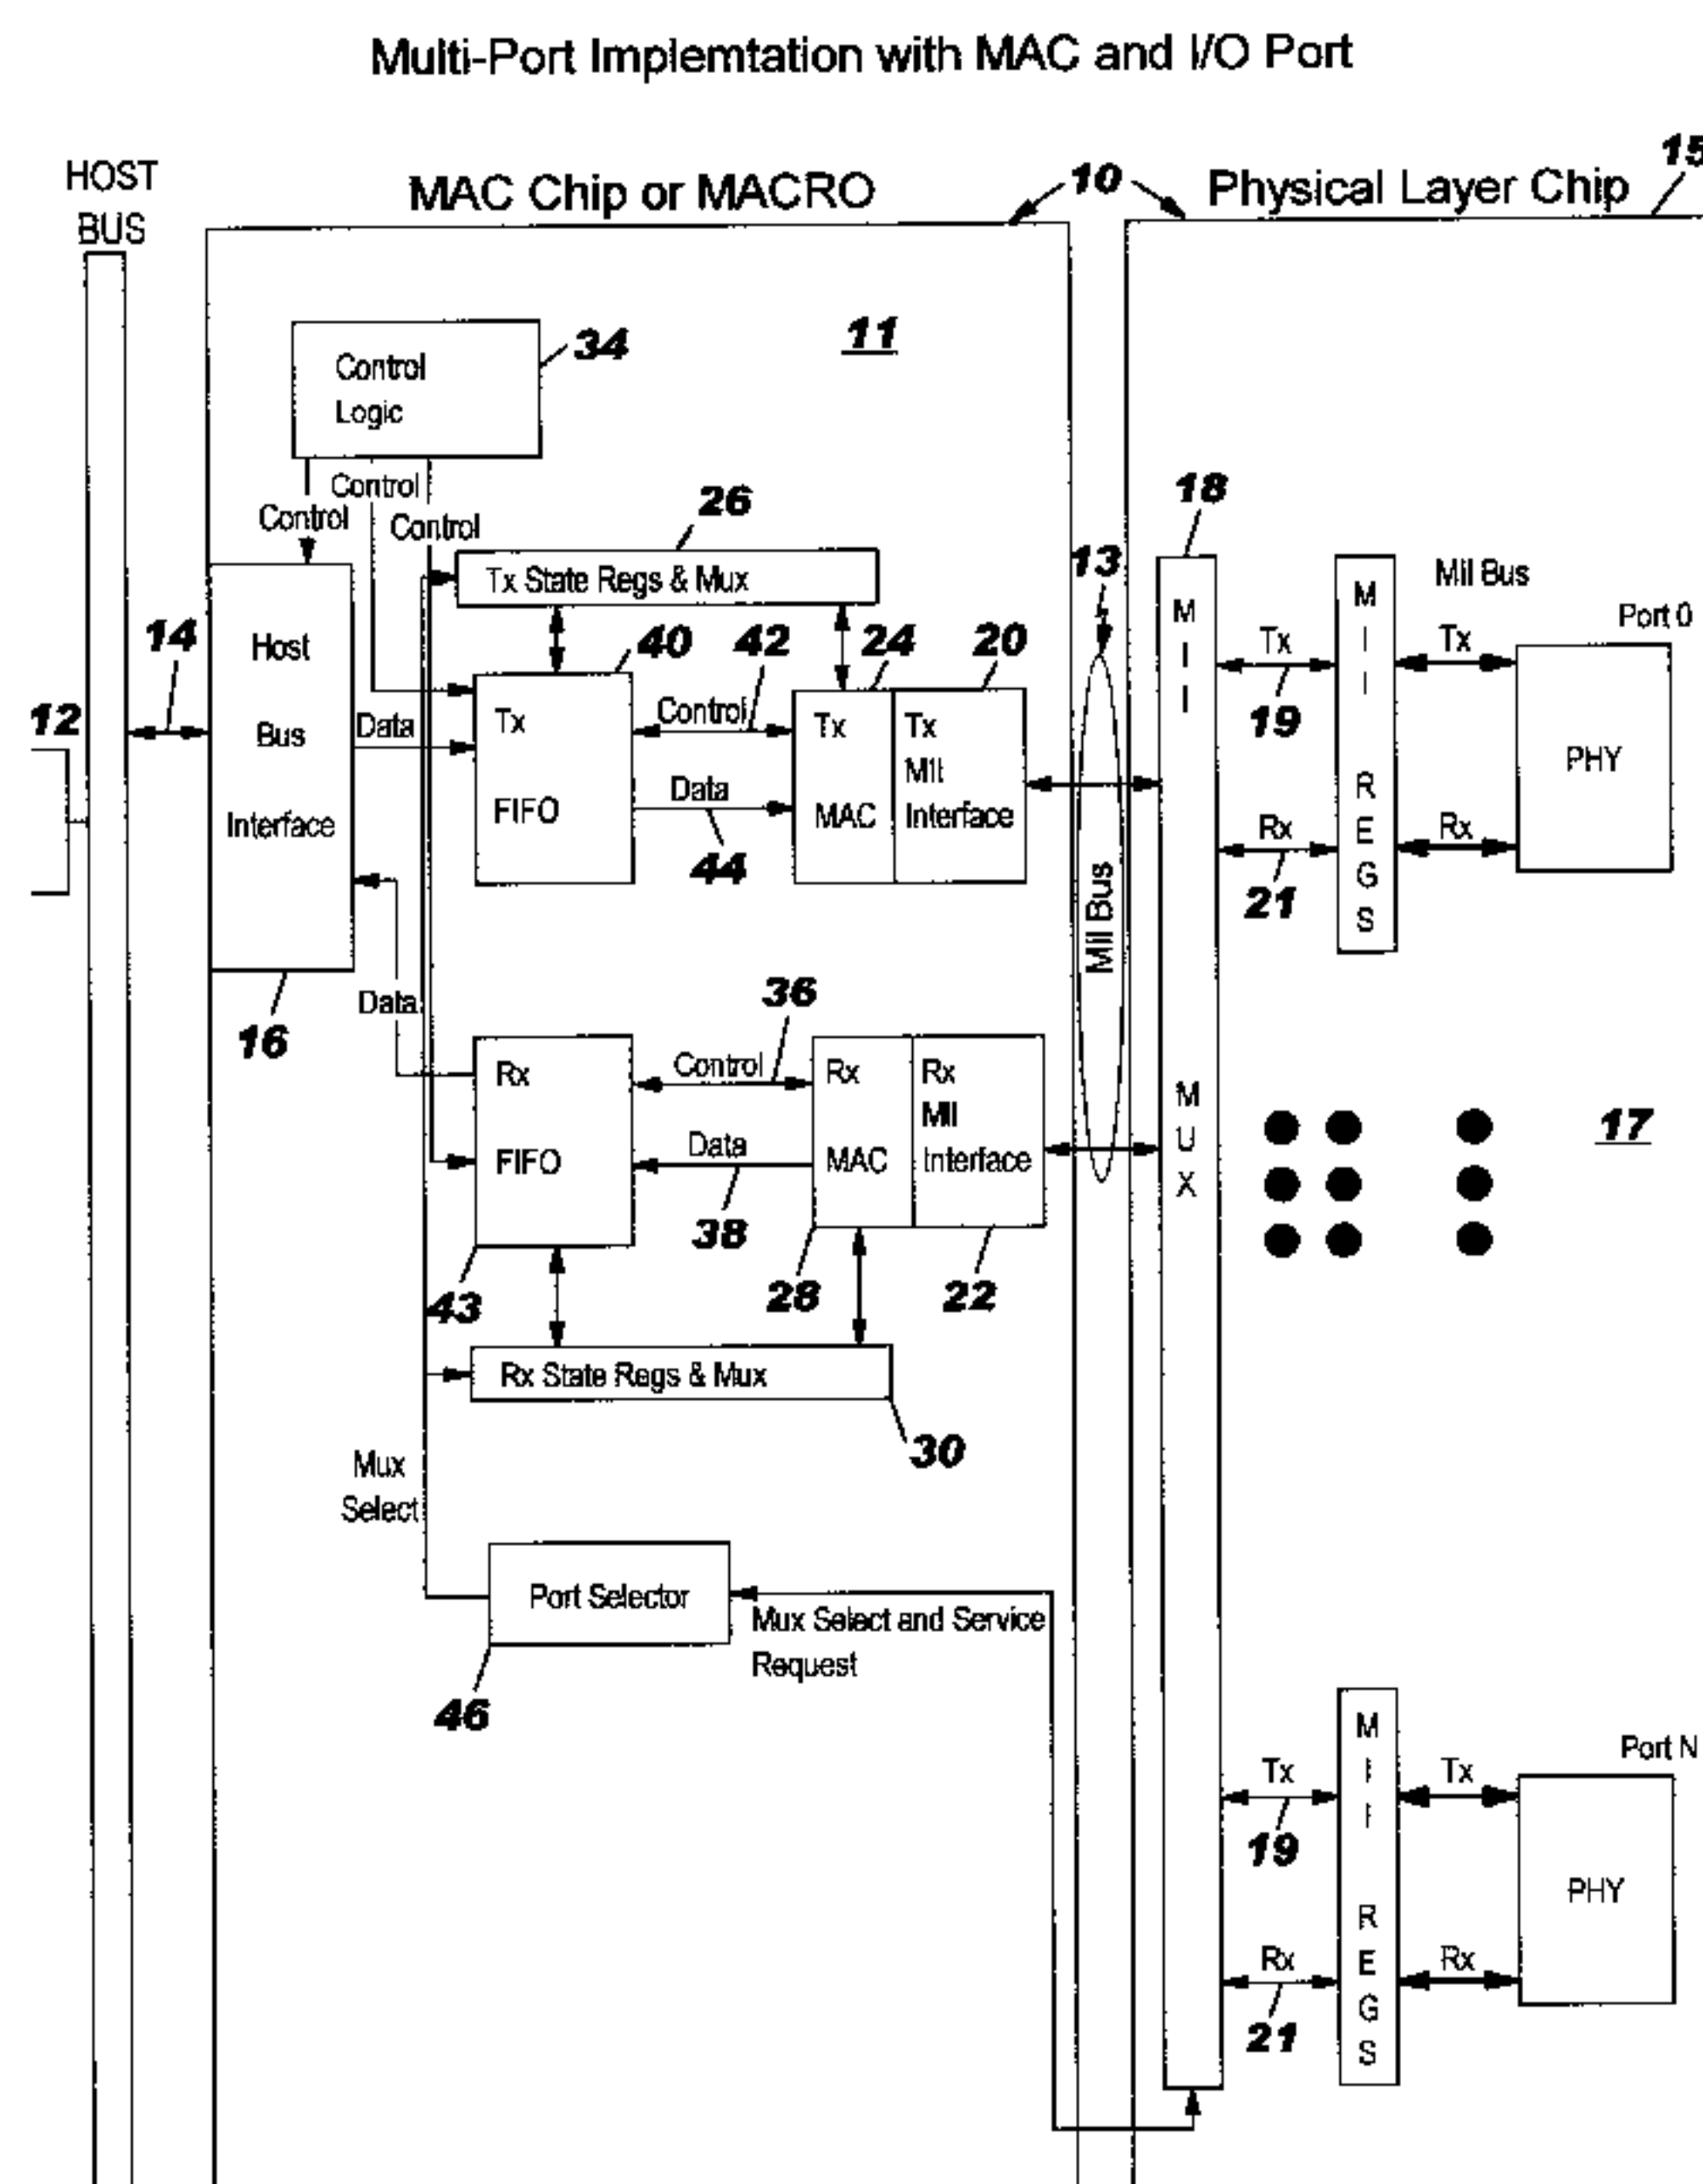 Multi-Port Implemtation with MAC and I/O Port
HOST
BUS
MAC Chip or MACRO
10
Physical Layer Chip
15
11
34
Control
Logic
Control
Control
Control
26
Tx State Regs & Mux
18
13
14
12
Host
Bus
Interface
16
Data
Data
40
42
24
20
Tx
FIFO
Control
Data
44
Tx
MAC
Tx
MII
Interface
MII Bus
M
I
I
M
U
X
Tx
19
Rx
21
M
I
I
R
E
G
S
MII Bus
Tx
Rx
Port 0
PHY
36
Rx
FIFO
Control
Data
38
Rx
MAC
Rx
MII
Interface
43
28
22
17
Rx State Regs & Mux
30
Mux
Select
Port Selector
46
Mux Select and Service
Request
Tx
19
Rx
21
M
I
I
R
E
G
S
Tx
Rx
Port N
PHY